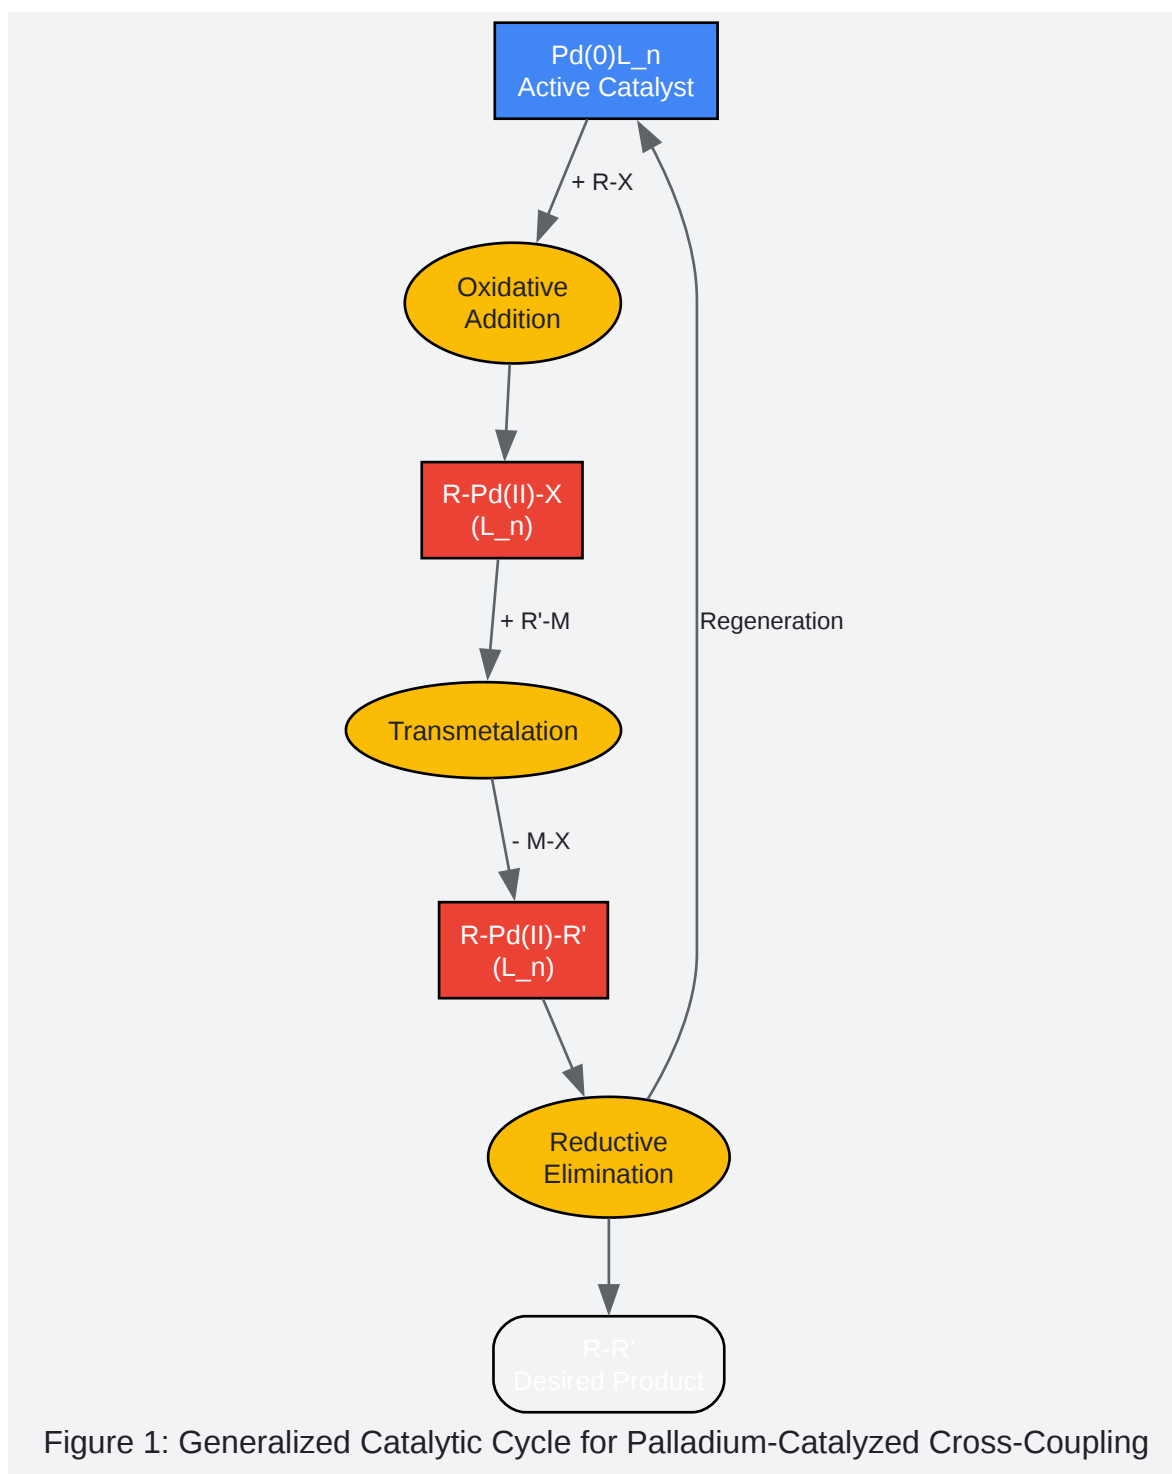 Pd(0)L_n
Active Catalyst
+ R-X
Oxidative
Addition
R-Pd(II)-X
(L_n)
+ R'-M
Regeneration
Transmetalation
- M-X
R-Pd(II)-R'
(L_n)
Reductive
Elimination
R-R'
Desired Product
Figure 1: Generalized Catalytic Cycle for Palladium-Catalyzed Cross-Coupling